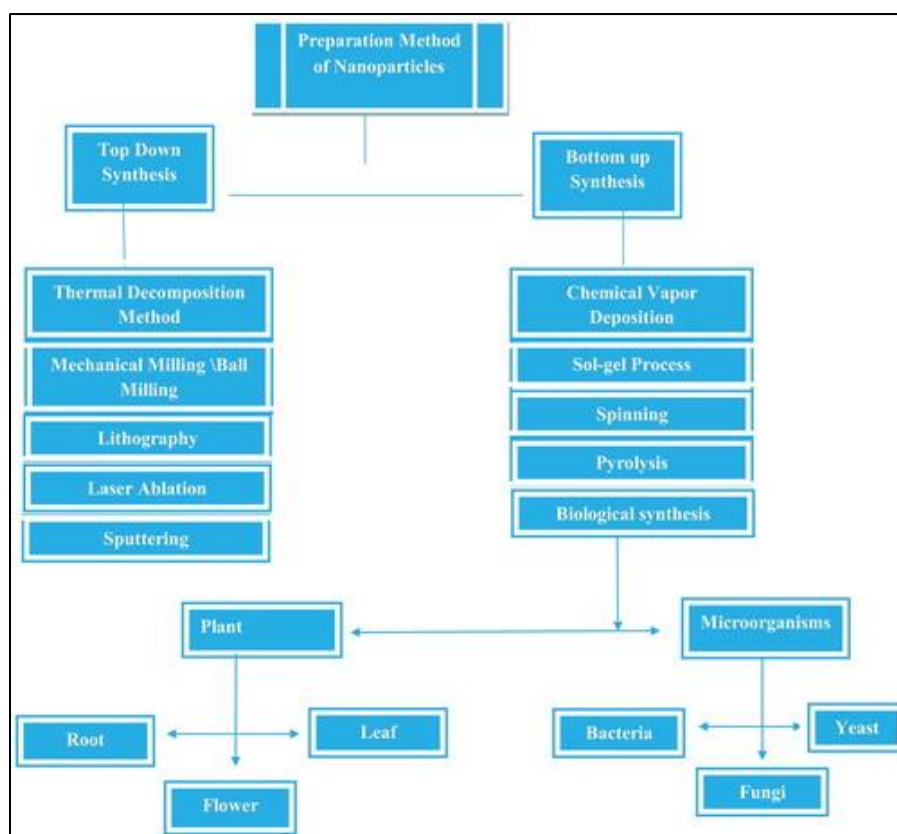 Preparation Method
of Nanoparticles
Top Down
Synthesis
Bottom up
Synthesis
Thermal Decomposition
Method
Mechanical Milling \Ball
Milling
Lithography
Laser Ablation
Sputtering
Chemical Vapor
Deposition
Sol-gel Process
Spinning
Pyrolysis
Biological synthesis
Plant
Microorganisms
Root
Leaf
Flower
Bacteria
Yeast
Fungi